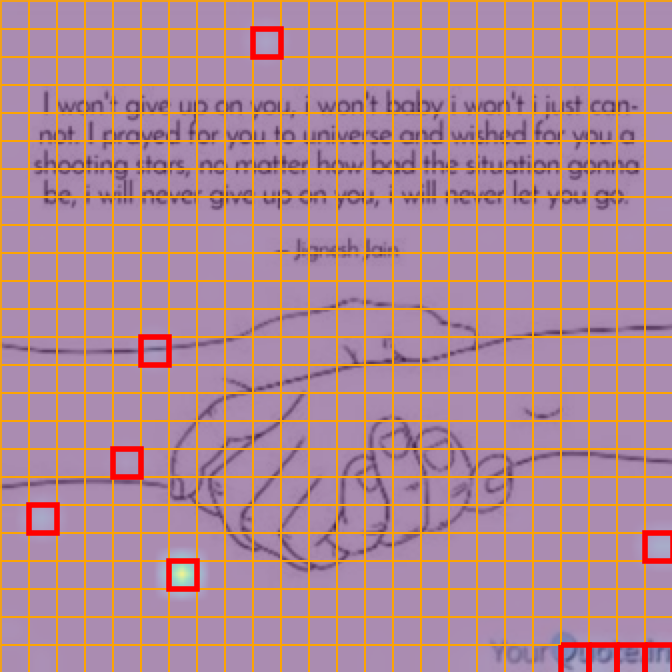 I won't give up on you, i won't baby i won't i just can-
not. I prayed for you to universe and wished for you a
shooting stars, no matter how bad the situation gonna
be, i will never give up on you, i will never let you go.
-- Jignesh Jain
YourQuote.in